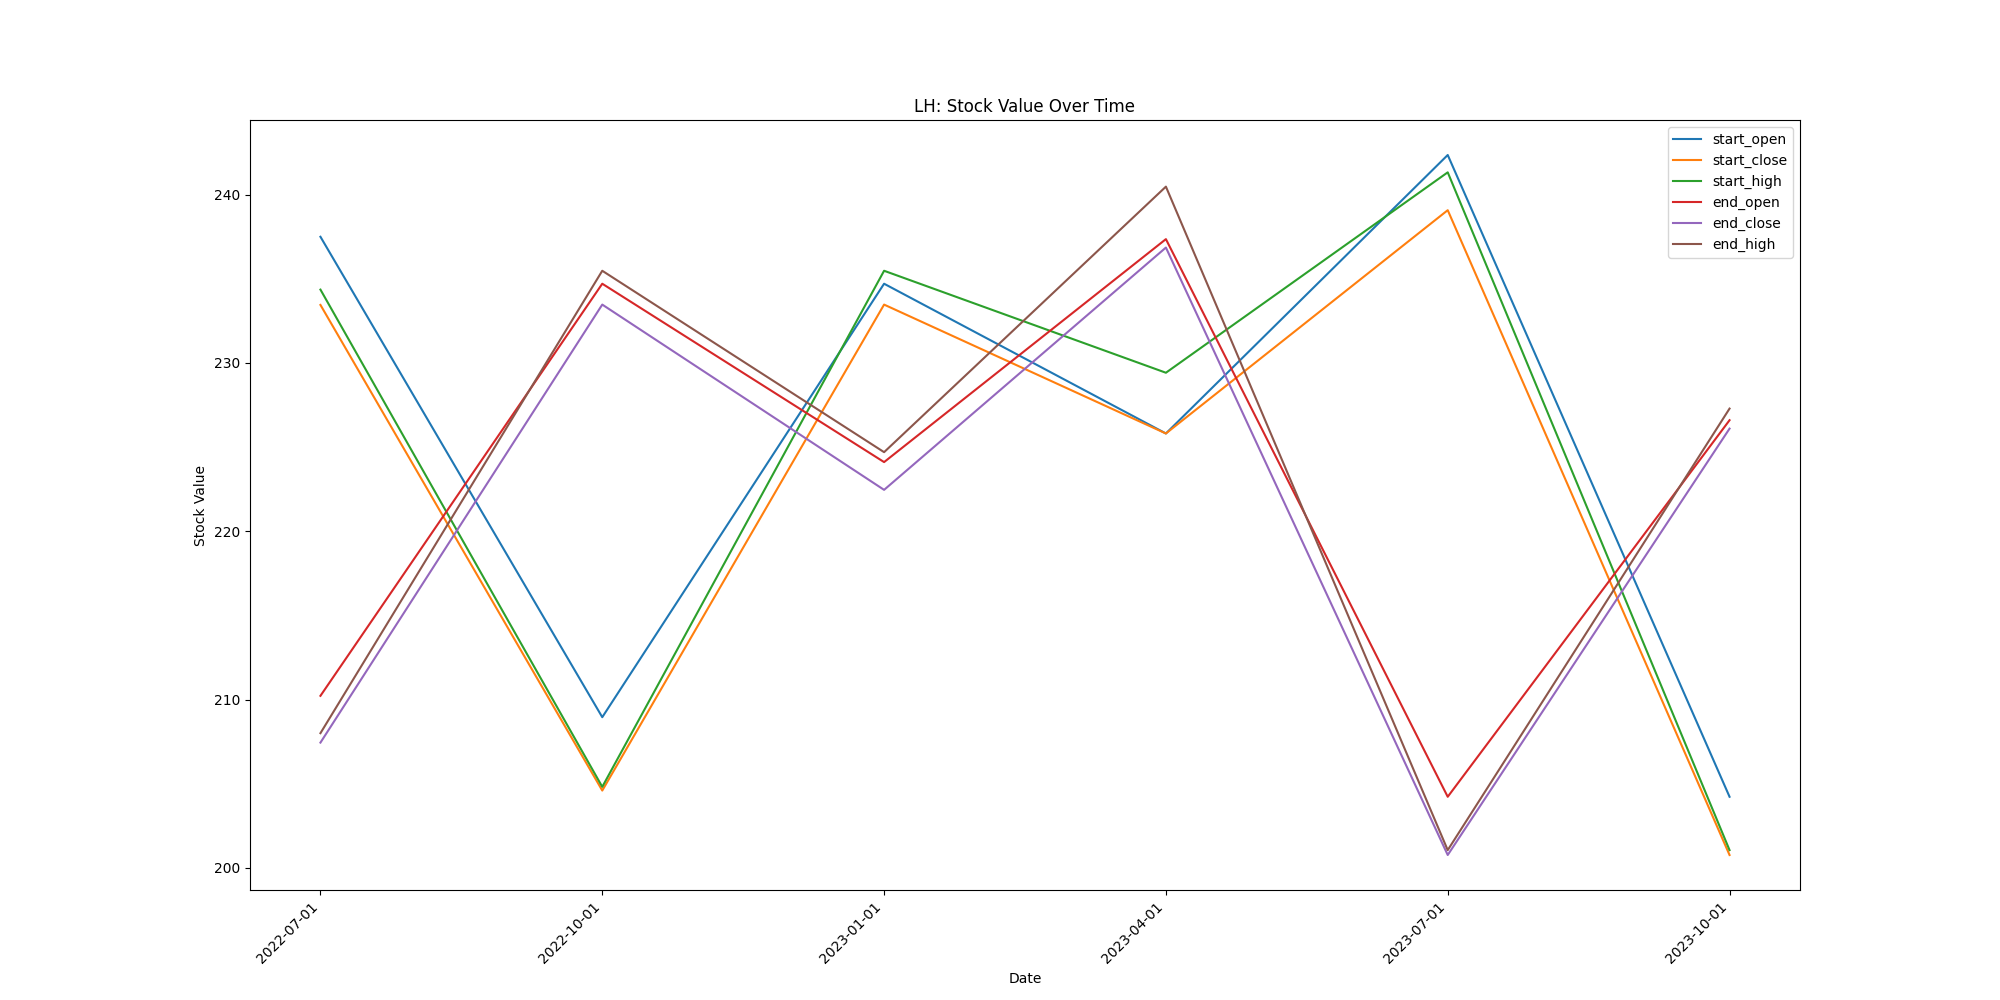 LH: Stock Value Over Time
start_open
start_close
start_high
end_open
end_close
end_high
240
230
220
210
200
Stock Value
2022-07-01
2022-10-01
2023-01-01
2023-04-01
2023-07-01
2023-10-01
Date